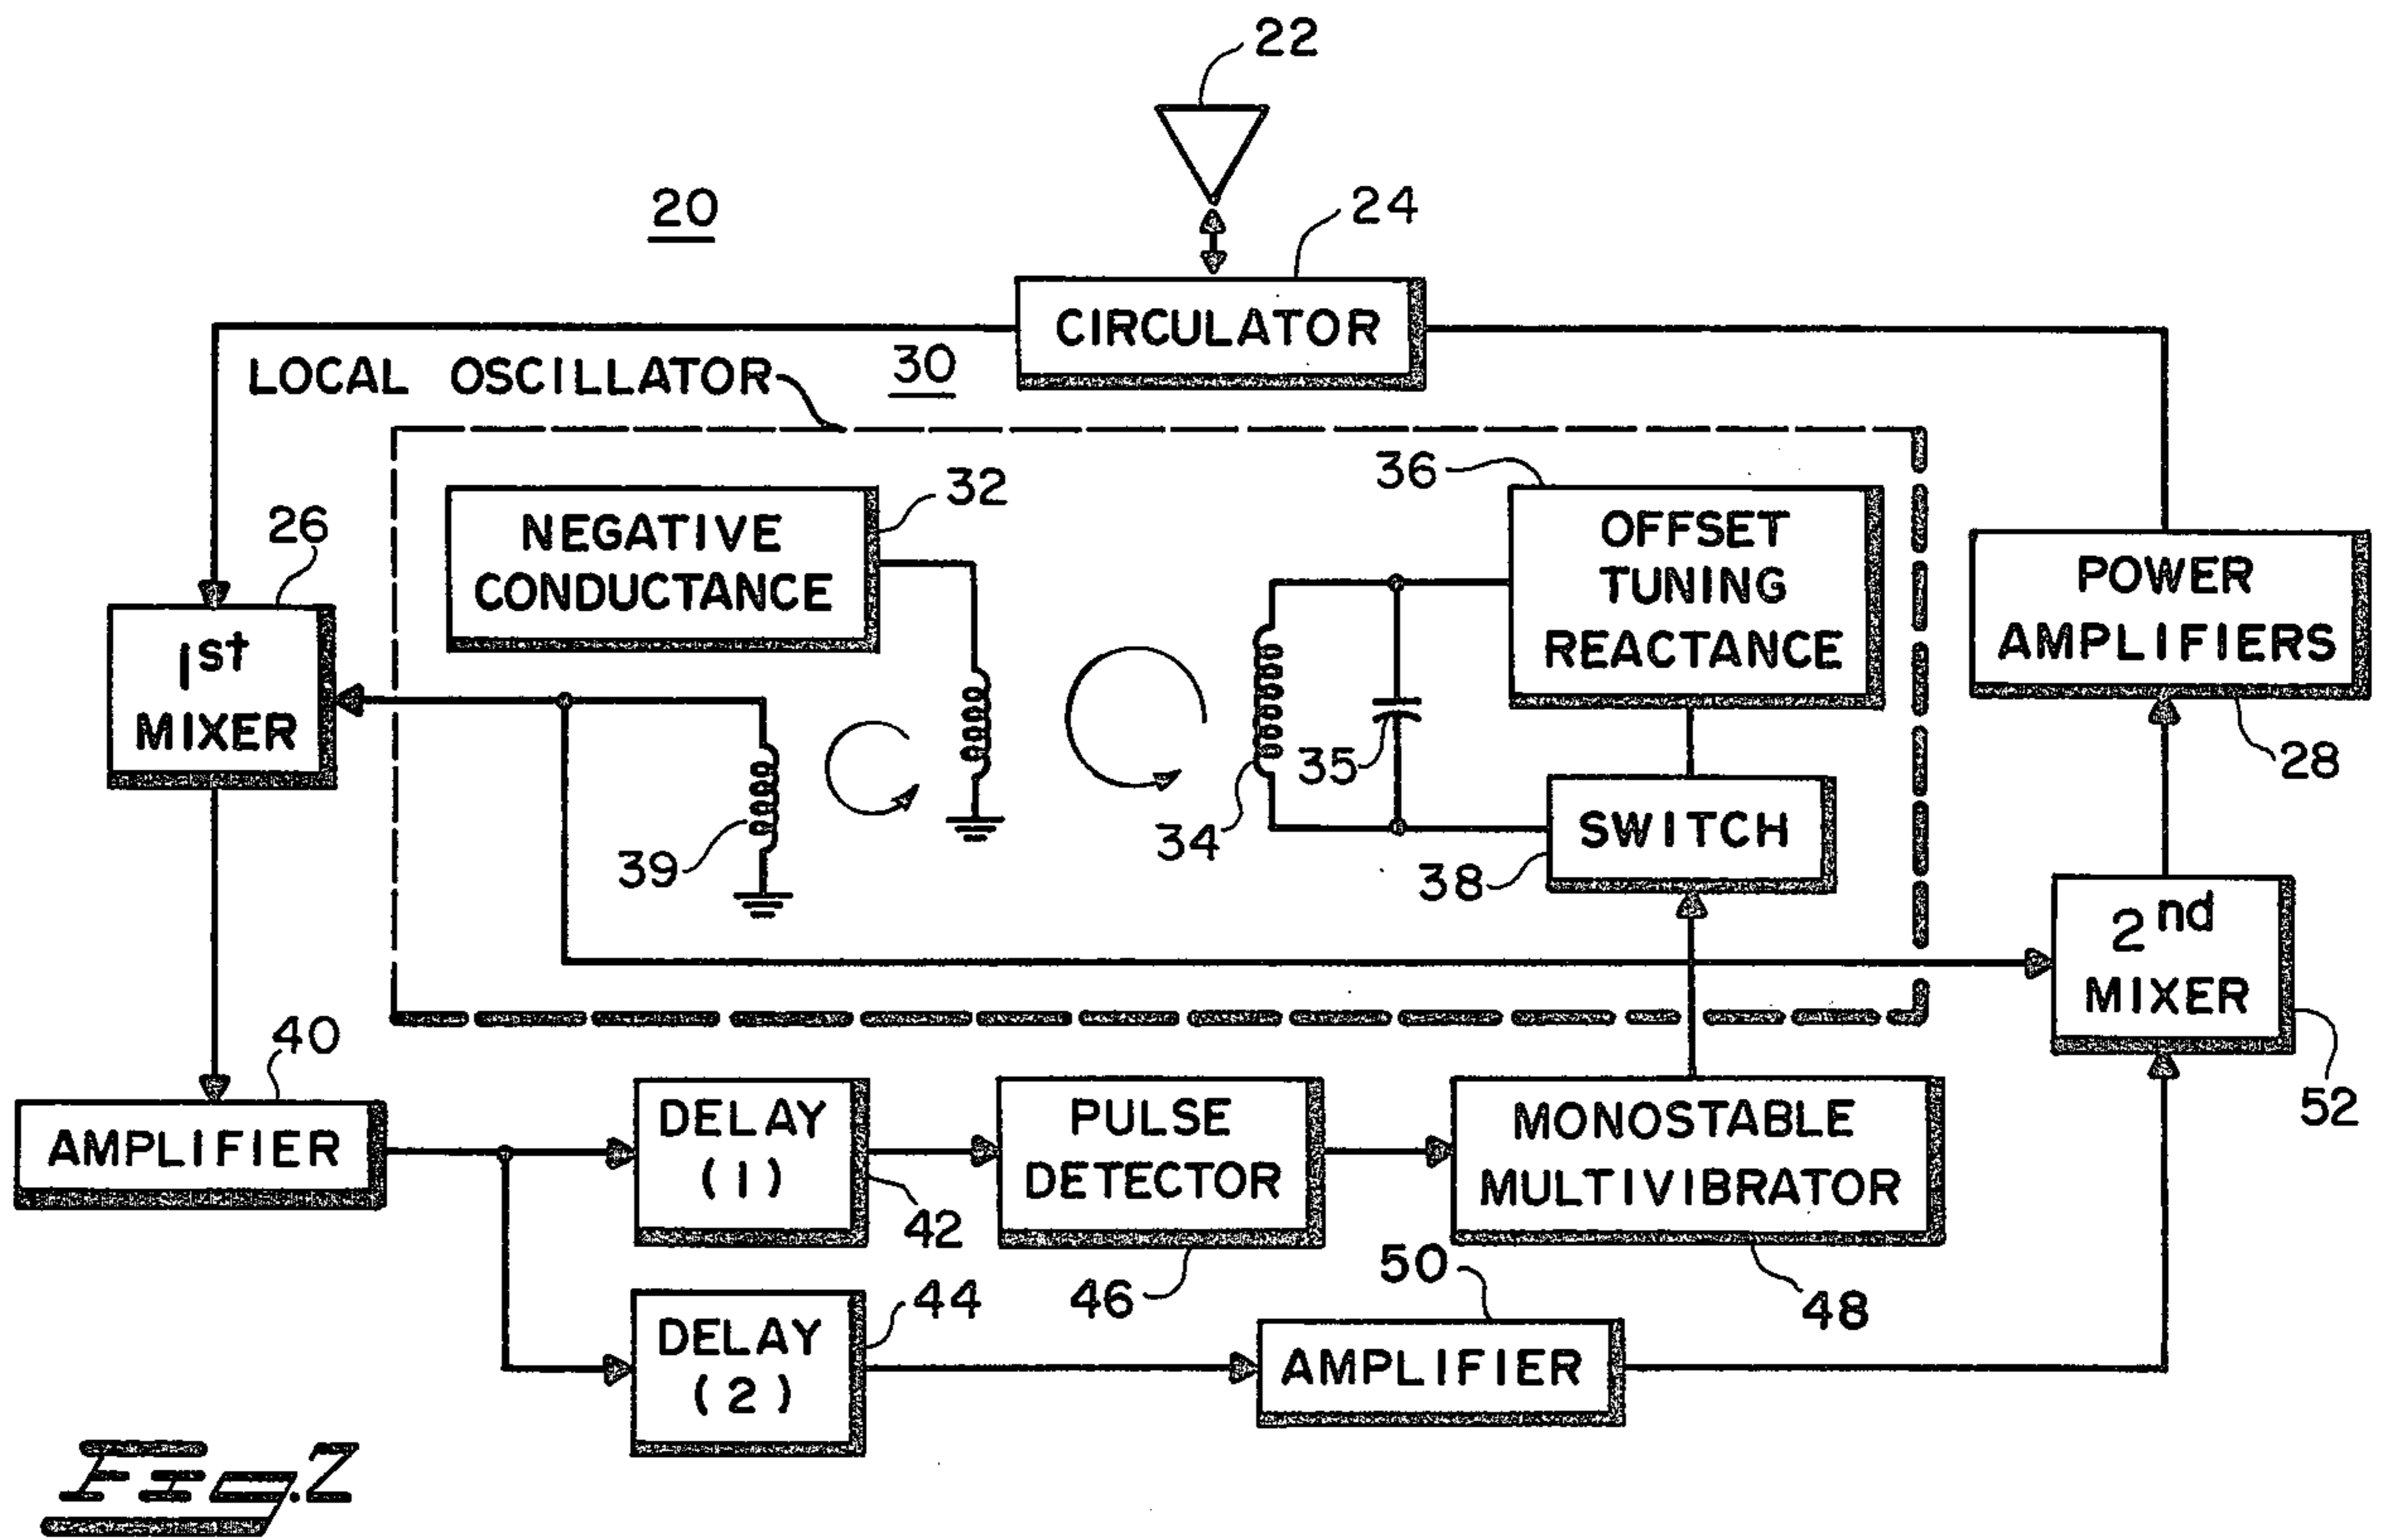 22
20
24
CIRCULATOR
30
LOCAL OSCILLATOR
36
32
26
NEGATIVE
CONDUCTANCE
OFFSET
TUNING
REACTANCE
POWER
AMPLIFIERS
1st
MIXER
35
28
34
SWITCH
39
38
2nd
MIXER
40
52
AMPLIFIER
DELAY
(1)
42
PULSE
DETECTOR
46
MONOSTABLE
MULTIVIBRATOR
48
44
50
DELAY
(2)
AMPLIFIER
Fig. 2